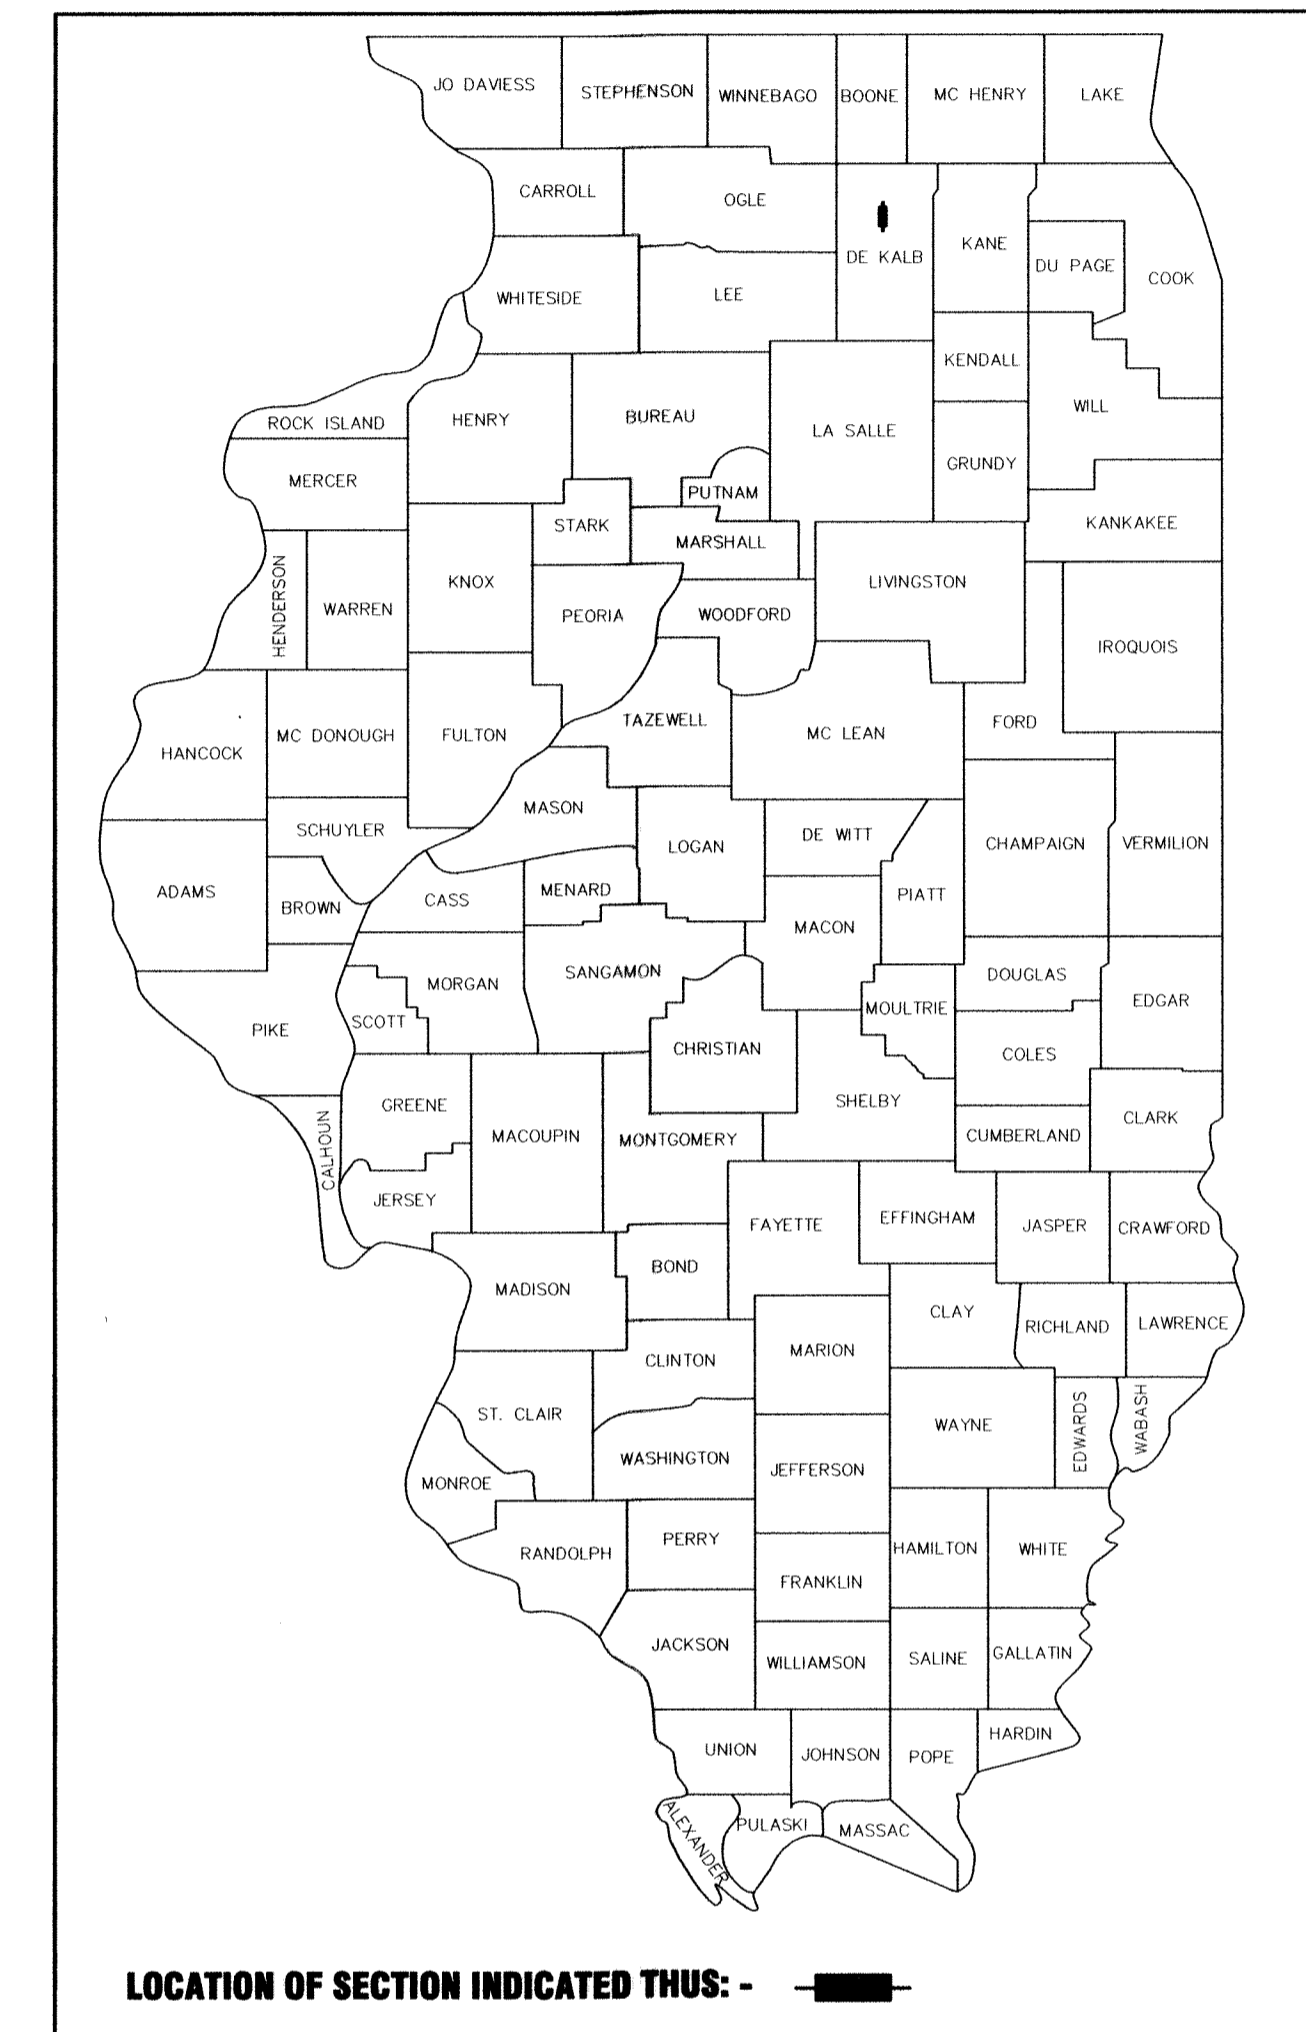 JO DAVIESS
STEPHENSON
WINNEBAGO
BOONE
MC HENRY
LAKE
CARROLL
OGLE
DE KALB
KANE
DU PAGE
COOK
WHITESIDE
LEE
KENDALL
ROCK ISLAND
HENRY
BUREAU
LA SALLE
WILL
GRUNDY
MERCER
PUTNAM
KANKAKEE
STARK
MARSHALL
HENDERSON
WARREN
KNOX
PEORIA
WOODFORD
LIVINGSTON
IROQUOIS
HANCOCK
MC DONOUGH
FULTON
TAZEWELL
MC LEAN
FORD
SCHUYLER
MASON
LOGAN
DE WITT
CHAMPAIGN
VERMILION
ADAMS
BROWN
CASS
MENARD
PIATT
MACON
PIKE
SCOTT
MORGAN
SANGAMON
MOULTRIE
DOUGLAS
EDGAR
CHRISTIAN
COLES
CALHOUN
GREENE
MACOUPIN
MONTGOMERY
SHELBY
CUMBERLAND
CLARK
JERSEY
FAYETTE
EFFINGHAM
JASPER
CRAWFORD
MADISON
BOND
CLAY
RICHLAND
LAWRENCE
CLINTON
MARION
ST. CLAIR
WASHINGTON
WAYNE
EDWARDS
WABASH
MONROE
JEFFERSON
RANDOLPH
PERRY
HAMILTON
WHITE
FRANKLIN
JACKSON
WILLIAMSON
SALINE
GALLATIN
UNION
JOHNSON
POPE
HARDIN
ALEXANDER
PULASKI
MASSAC
LOCATION OF SECTION INDICATED THUS: -